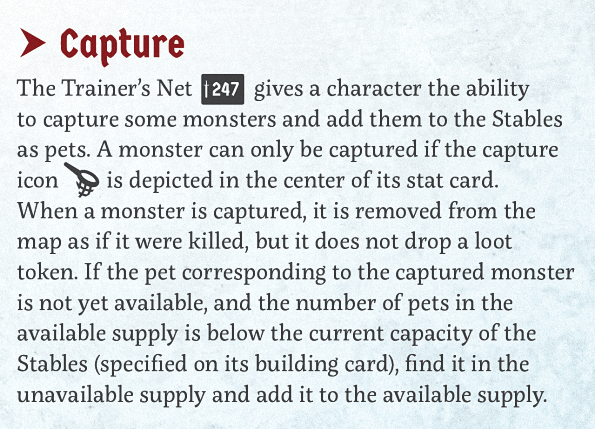 Capture
The Trainer's Net 247 gives a character the ability
to capture some monsters and add them to the Stables
as pets. A monster can only be captured if the capture
icon is depicted in the center of its stat card.
When a monster is captured, it is removed from the
map as if it were killed, but it does not drop a loot
token. If the pet corresponding to the captured monster
is not yet available, and the number of pets in the
available supply is below the current capacity of the
Stables (specified on its building card), find it in the
unavailable supply and add it to the available supply.